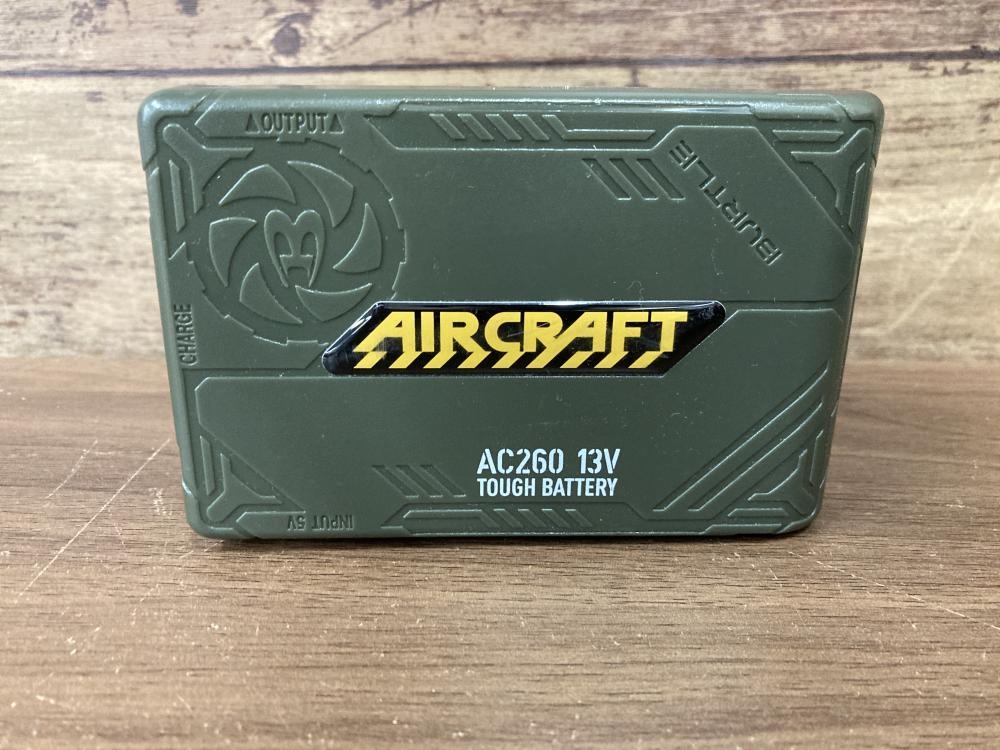 ▲OUTPUT▲
BURTLE
CHARGE
AIRCRAFT
AC260 13V
TOUGH BATTERY
INPUT 5V